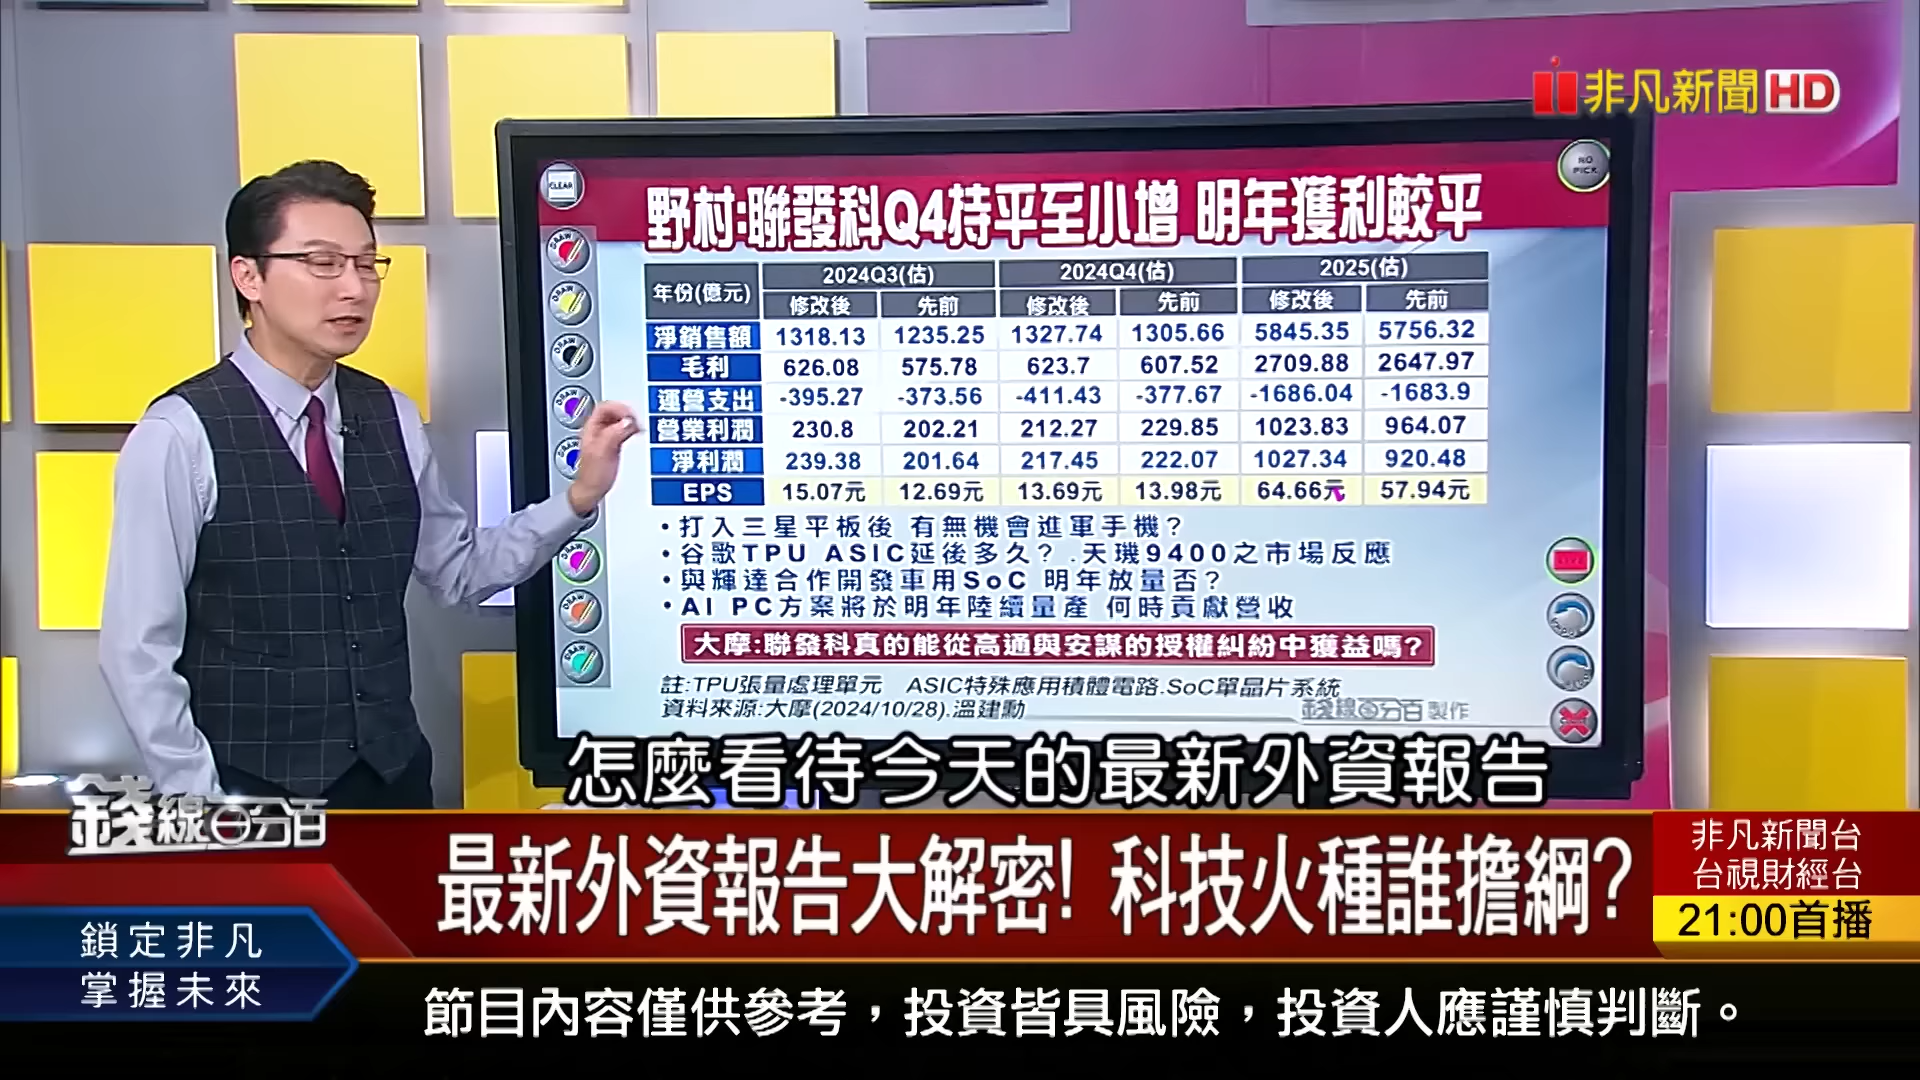 非凡新聞HD
CLEAR
NO PICK
野村:聯發科Q4持平至小增 明年獲利較平
年份(億元) 2024Q3(估) 2024Q4(估) 2025(估)
修改後 先前 修改後 先前 修改後 先前
淨銷售額 1318.13 1235.25 1327.74 1305.66 5845.35 5756.32
毛利 626.08 575.78 623.7 607.52 2709.88 2647.97
運營支出 -395.27 -373.56 -411.43 -377.67 -1686.04 -1683.9
營業利潤 230.8 202.21 212.27 229.85 1023.83 964.07
淨利潤 239.38 201.64 217.45 222.07 1027.34 920.48
EPS 15.07元 12.69元 13.69元 13.98元 64.66元 57.94元
•打入三星平板後 有無機會進軍手機?
•谷歌TPU ASIC延後多久? .天璣9400之市場反應
•與輝達合作開發車用SoC 明年放量否?
•AI PC方案將於明年陸續量產 何時貢獻營收
大摩:聯發科真的能從高通與安謀的授權糾紛中獲益嗎?
註:TPU張量處理單元 ASIC特殊應用積體電路.SoC單晶片系統
資料來源:大摩(2024/10/28).溫建勳
錢線百分百 製作
DRAW
DRAW
DRAW
DRAW
DRAW
DRAW
DRAW
DRAW
怎麼看待今天的最新外資報告
錢線百分百
最新外資報告大解密! 科技火種誰擔綱?
非凡新聞台
台視財經台
21:00首播
鎖定非凡
掌握未來
節目內容僅供參考，投資皆具風險，投資人應謹慎判斷。